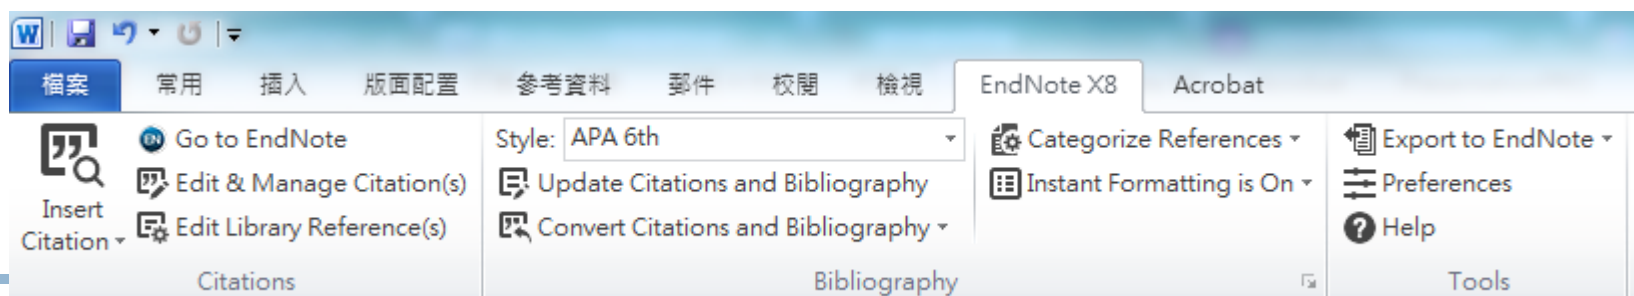 檔案 常用 插入 版面配置 參考資料 郵件 校閱 檢視 EndNote X8 Acrobat
Insert Citation
Go to EndNote
Edit & Manage Citation(s)
Edit Library Reference(s)
Citations
Style: APA 6th
Update Citations and Bibliography
Convert Citations and Bibliography
Categorize References
Instant Formatting is On
Bibliography
Export to EndNote
Preferences
Help
Tools